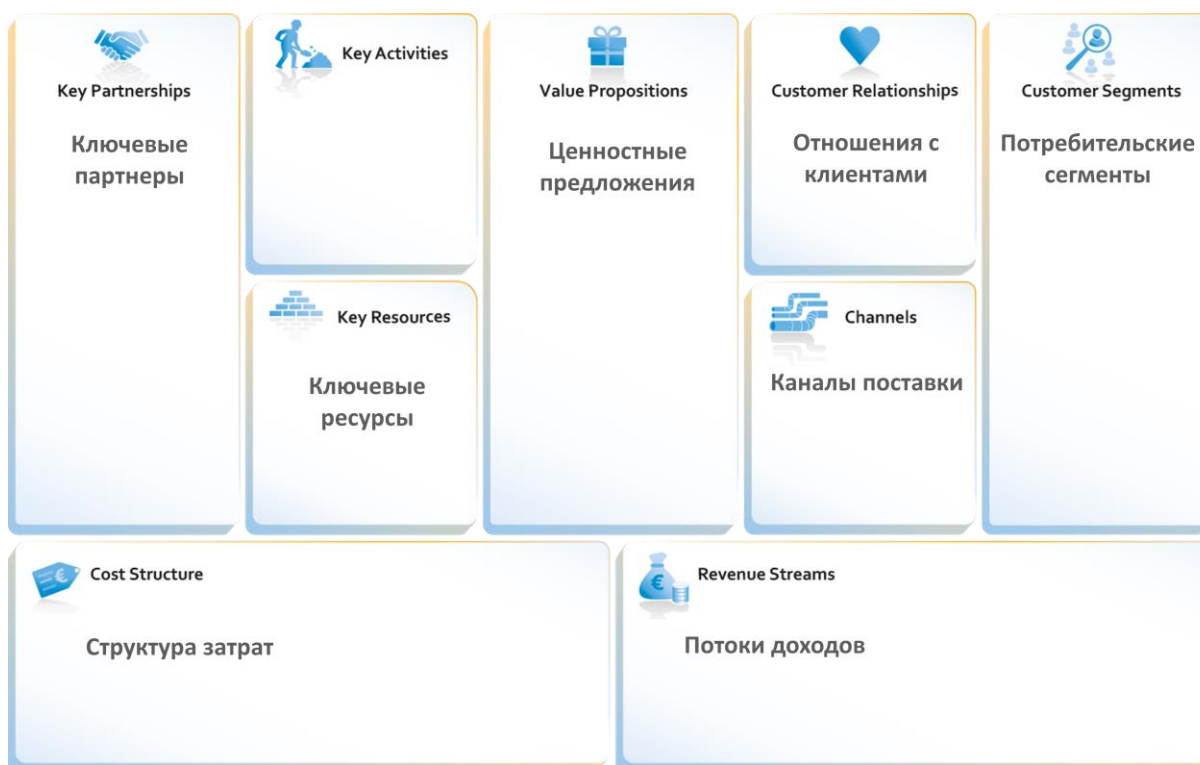 Key Partnerships
Ключевые
партнеры
Key Activities
Key Resources
Ключевые
ресурсы
Value Propositions
Ценностные
предложения
Customer Relationships
Отношения с
клиентами
Channels
Каналы поставки
Customer Segments
Потребительские
сегменты
Cost Structure
Структура затрат
Revenue Streams
Потоки доходов